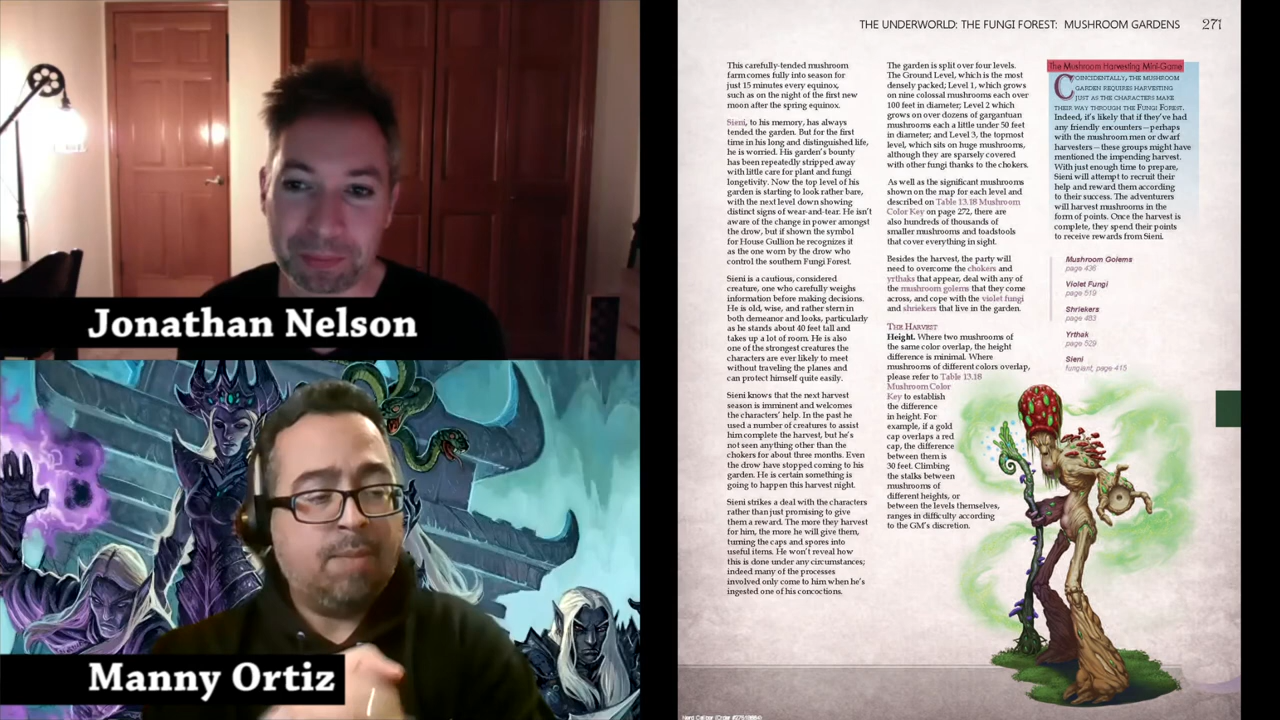 Jonathan Nelson
Manny Ortiz
THE UNDERWORLD: THE FUNGI FOREST: MUSHROOM GARDENS 271
This carefully-tended mushroom
farm comes fully into season for
just 15 minutes every equinox,
such as on the night of the first new
moon after the spring equinox.
Sieni, to his memory, has always
tended the garden. But for the first
time in his long and distinguished life,
he is worried. His garden's bounty
has been repeatedly stripped away
with little care for plant and fungi
longetivity. Now the top level of his
garden is starting to look rather bare,
with the next level down showing
distinct signs of wear-and-tear. He isn't
aware of the change in power amongst
the drow, but if shown the symbol
for House Gullion he recognizes it
as the one worn by the drow who
control the southern Fungi Forest.
Sieni is a cautious, considered
creature, one who carefully weighs
information before making decisions.
He is old, wise, and rather stern in
both demeanor and looks, particularly
as he stands about 40 feet tall and
takes up a lot of room. He is also
one of the strongest creatures the
characters are ever likely to meet
without traveling the planes and
can protect himself quite easily.
Sieni knows that the next harvest
season is imminent and welcomes
the characters' help. In the past he
used a number of creatures to assist
him complete the harvest, but he's
not seen anything other than the
chokers for about three months. Even
the drow have stopped coming to his
garden. He is certain something is
going to happen this harvest night.
Sieni strikes a deal with the characters
rather than just promising to give
them a reward. The more they harvest
for him, the more he will give them,
turning the caps and spores into
useful items. He won't reveal how
this is done under any circumstances;
indeed many of the processes
involved only come to him when he's
ingested one of his concoctions.
The garden is split over four levels.
The Ground Level, which is the most
densely packed; Level 1, which grows
on nine colossal mushrooms each over
100 feet in diameter; Level 2 which
grows on over dozens of gargantuan
mushrooms each a little under 50 feet
in diameter; and Level 3, the topmost
level, which sits on huge mushrooms,
although they are sparsely covered
with other fungi thanks to the chokers.
As well as the significant mushrooms
shown on the map for each level and
described on Table 13.18 Mushroom
Color Key on page 272, there are
also hundreds of thousands of
smaller mushrooms and toadstools
that cover everything in sight.
Besides the harvest, the party will
need to overcome the chokers and
yrthaks that appear, deal with any of
the mushroom golems that they come
across, and cope with the violet fungi
and shriekers that live in the garden.
THE HARVEST
Height. Where two mushrooms of
the same color overlap, the height
difference is minimal. Where
mushrooms of different colors overlap,
please refer to Table 13.18
Mushroom Color
Key to establish
the difference
in height. For
example, if a gold
cap overlaps a red
cap, the difference
between them is
30 feet. Climbing
the stalks between
mushrooms of
different heights, or
between the levels themselves,
ranges in difficulty according
to the GM's discretion.
The Mushroom Harvesting Mini-Game
COINCIDENTALLY, THE MUSHROOM
GARDEN REQUIRES HARVESTING
JUST AS THE CHARACTERS MAKE
THEIR WAY THROUGH THE FUNGI FOREST.
Indeed, it's likely that if they've had
any friendly encounters—perhaps
with the mushroom men or dwarf
harvesters—these groups might have
mentioned the impending harvest.
With just enough time to prepare,
Sieni will attempt to recruit their
help and reward them according
to their success. The adventurers
will harvest mushrooms in the
form of points. Once the harvest is
complete, they spend their points
to receive rewards from Sieni.
Mushroom Golems
page 436
Violet Fungi
page 519
Shriekers
page 483
Yrthak
page 529
Sieni
fungiant, page 415